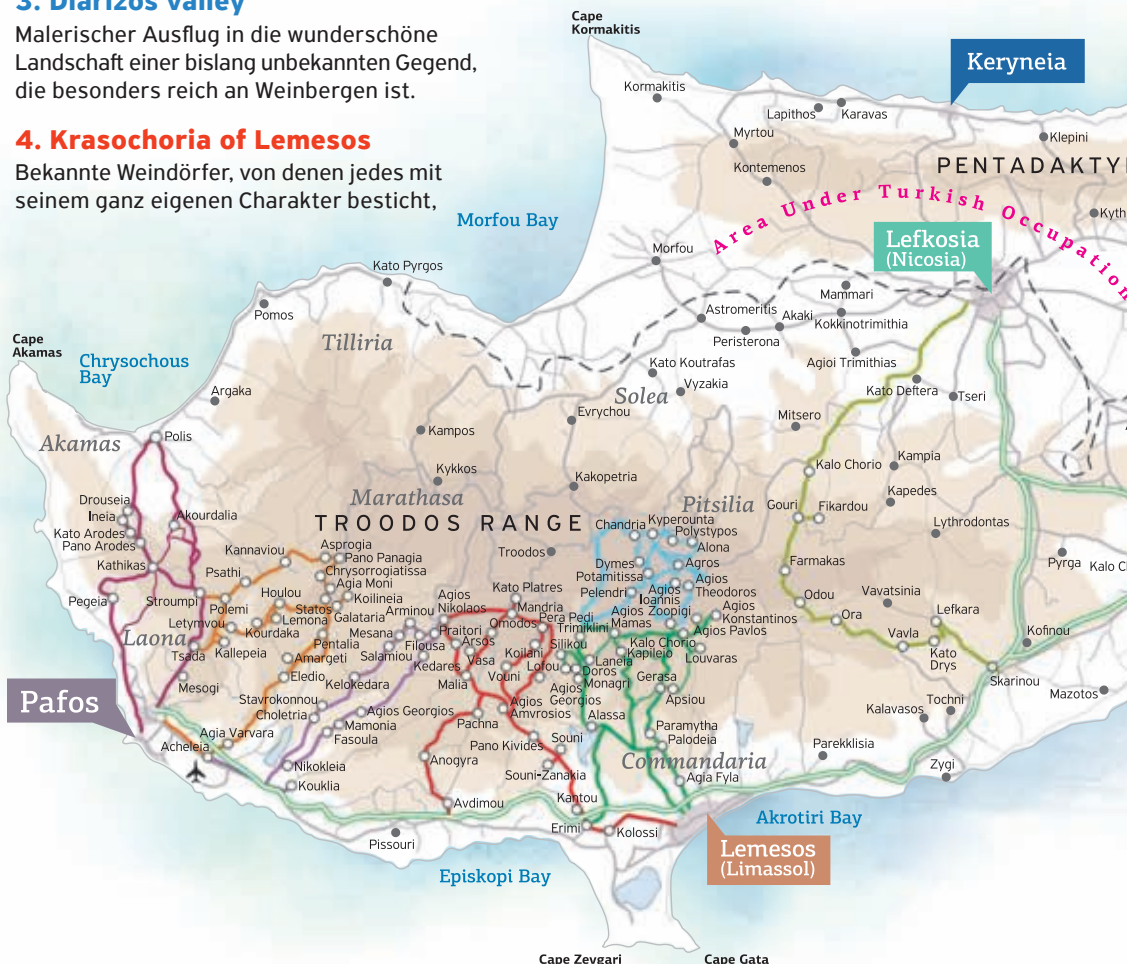 3. Diarizos Valley
Malerischer Ausflug in die wunderschöne
Landschaft einer bislang unbekannten Gegend,
die besonders reich an Weinbergen ist.
4. Krasochoria of Lemesos
Bekannte Weindörfer, von denen jedes mit
seinem ganz eigenen Charakter besticht,
Cape
Kormakitis
Keryneia
Kormakitis
Lapithos
Karavas
Myrtou
Klepini
Kontemenos
PENTADAKTY
Area Under Turkish Occupation
Kyth
Morfou Bay
Lefkosia
(Nicosia)
Morfou
Kato Pyrgos
Mammari
Pomos
Astromeritis
Akaki
Kokkinotrimithia
Peristerona
Cape
Akamas
Tilliria
Chrysochous
Bay
Kato Koutrafas
Agioi Trimithias
Vyzakia
Kato Deftera
Tseri
Argaka
Solea
Evrychou
Mitsero
Akamas
Polis
Kampos
Kampia
Kalo Chorio
Kykkos
Kakopetria
Kapedes
Marathasa
Pitsilia
Drouseia
Ineia
Akourdalia
Gouri
Fikardou
TROODOS RANGE
Chandria
Kyperounta
Polystypos
Lythrodontas
Kato Arodes
Pano Arodes
Kannaviou
Asprogia
Pano Panagia
Troodos
Alona
Pyrga
Kalo C
Kathikas
Chrysorrogiatissa
Dymes
Agros
Farmakas
Psathi
Agia Moni
Potamitissa
Agios
Theodoros
Pegeia
Stroumpi
Houlou
Koilineia
Kato Platres
Pelendri
Agios
Ioannis
Vavatsinia
Polemi
Statos
Agios
Nikolaos
Mandria
Agios Zoopigi
Mamas
Agios
Konstantinos
Odou
Lefkara
Letymvou
Lemona
Galataria
Arminou
Omodos
Pera Pedi
Trimiklini
Ora
Laona
Kourdaka
Mesana
Praitori
Agios Pavlos
Kofinou
Tsada
Kallepeia
Pentalia
Filousa
Arsos
Silikou
Kalo Chorio
Vavla
Amargeti
Salamiou
Kedares
Vasa
Koilani
Laneia
Kapileio
Louvaras
Kato
Drys
Mesogi
Eledio
Kelokedara
Malia
Vouni
Lofou
Doros
Monagri
Gerasa
Skarinou
Pafos
Stavrokonnou
Agios
Georgios
Apsiou
Mazotos
Choletria
Agios Georgios
Agios
Amvrosios
Tochni
Kalavasos
Agia Varvara
Mamonia
Pachna
Alassa
Paramytha
Acheleia
Fasoula
Pano Kivides
Souni
Palodeia
Parekklisia
Nikokleia
Anogyra
Commandaria
Zygi
Kouklia
Souni-Zanakia
Agia Fyla
Avdimou
Kantou
Akrotiri Bay
Pissouri
Erimi
Kolossi
Lemesos
(Limassol)
Episkopi Bay
Cape Zevgari
Cape Gata